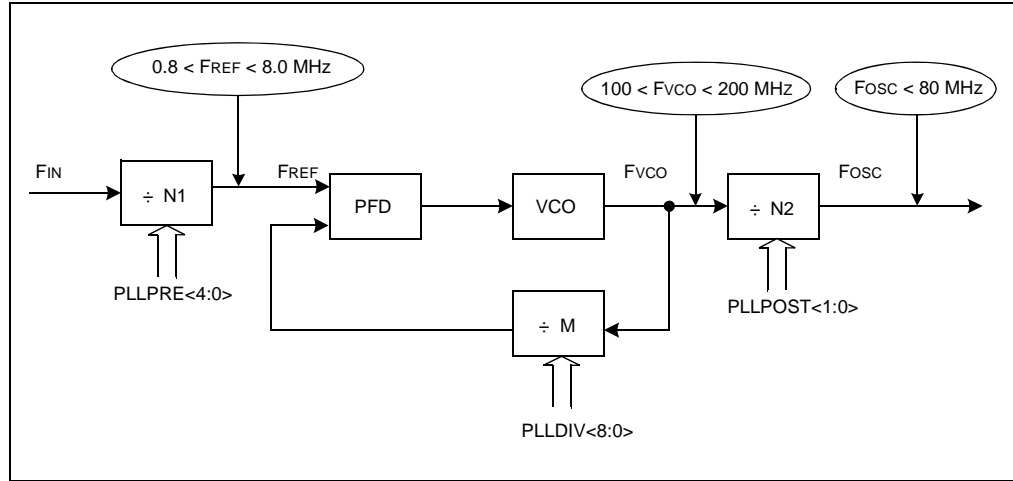 0.8 < FREF < 8.0 MHz
100 < FVCO < 200 MHz
FOSC < 80 MHz
FIN
FREF
FVCO
FOSC
÷ N1
PFD
VCO
÷ N2
PLLPRE<4:0>
PLLPOST<1:0>
÷ M
PLLDIV<8:0>